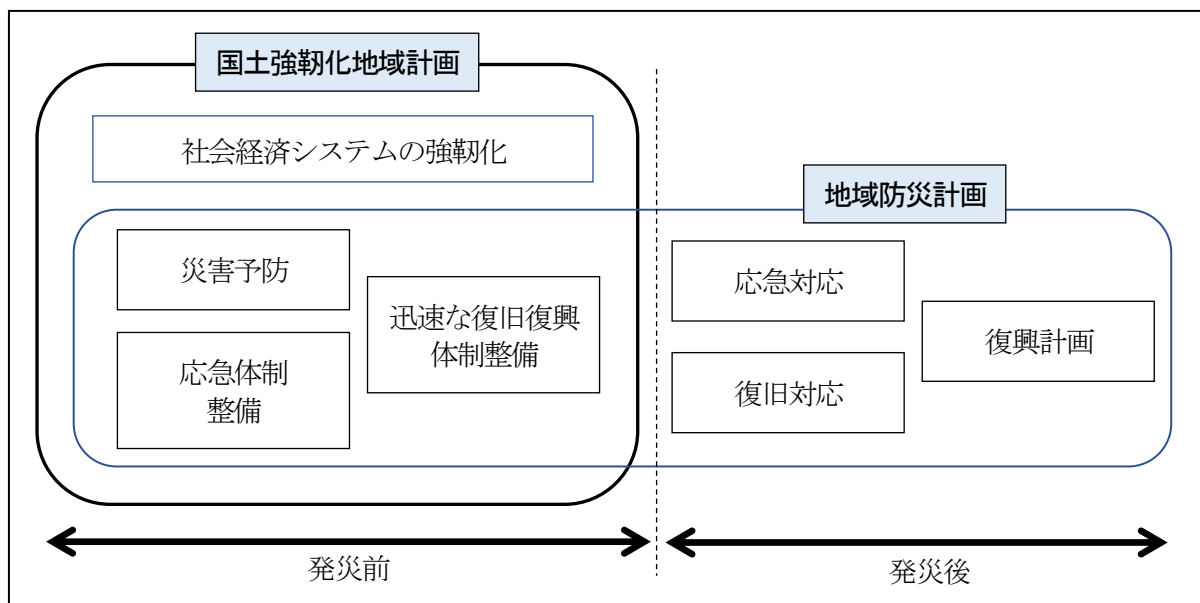 国土強靭化地域計画
社会経済システムの強靭化
地域防災計画
災害予防
迅速な復旧復興
体制整備
応急体制
整備
応急対応
復興計画
復旧対応
発災前
発災後